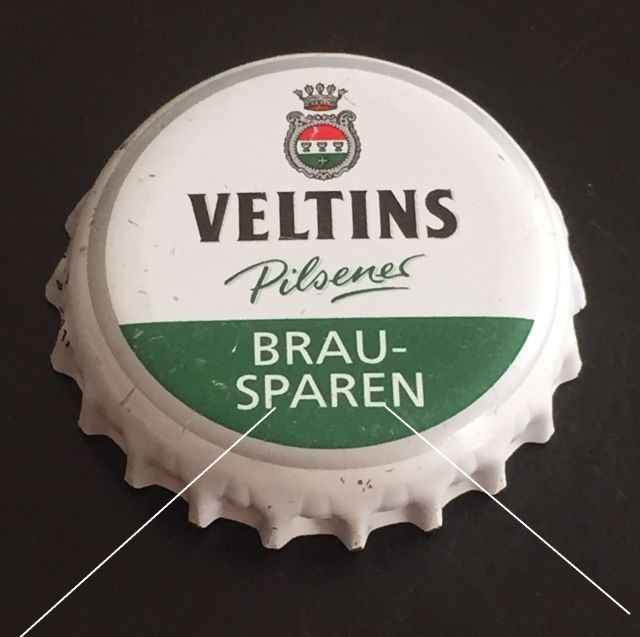 VELTINS
Pilsener
BRAU-
SPAREN